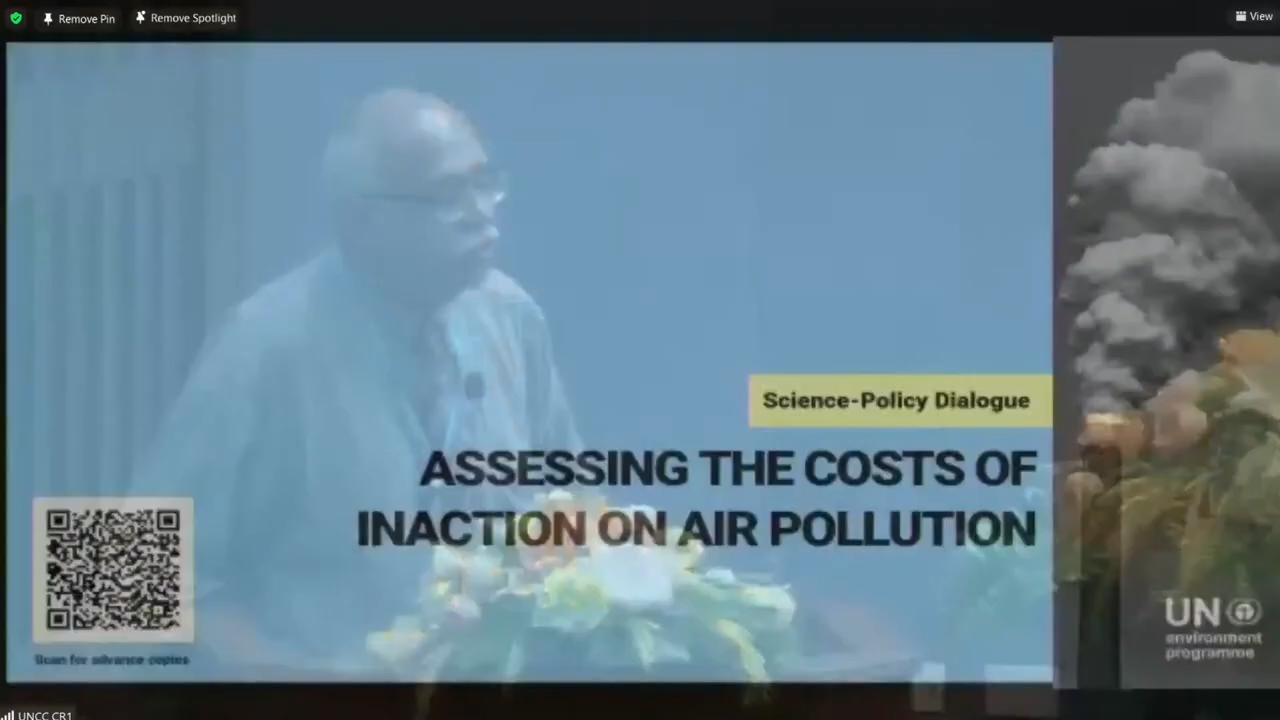 Remove Pin
Remove Spotlight
View
Science-Policy Dialogue
ASSESSING THE COSTS OF
INACTION ON AIR POLLUTION
Scan for advance copies
UN
environment
programme
UNCC CR1